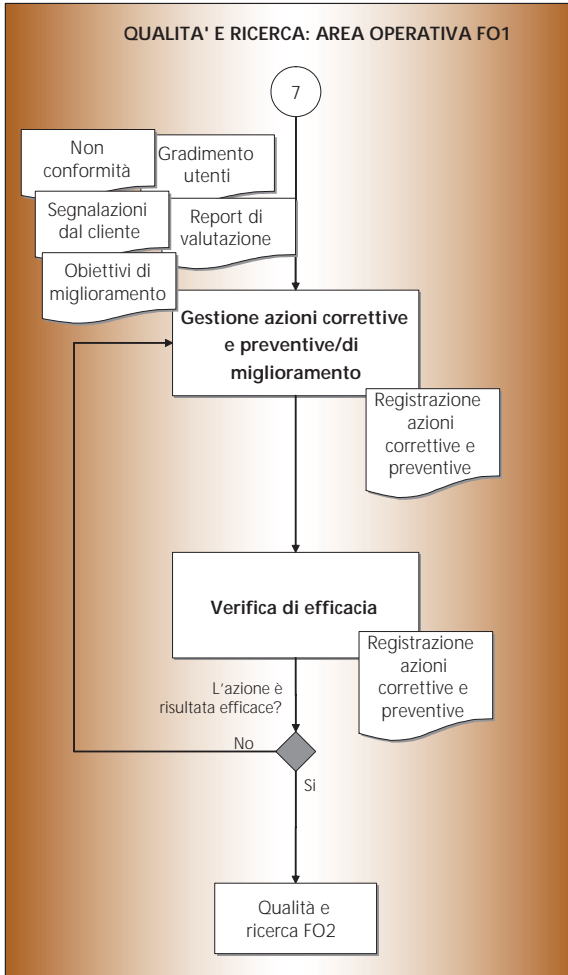 QUALITA' E RICERCA: AREA OPERATIVA FO1
7
Non
conformità
Gradimento
utenti
Segnalazioni
dal cliente
Report di
valutazione
Obiettivi di
miglioramento
Gestione azioni correttive
e preventive/di
miglioramento
Registrazione
azioni
correttive e
preventive
Verifica di efficacia
Registrazione
azioni
correttive e
preventive
L'azione è
risultata efficace?
No
Si
Qualità e
ricerca FO2